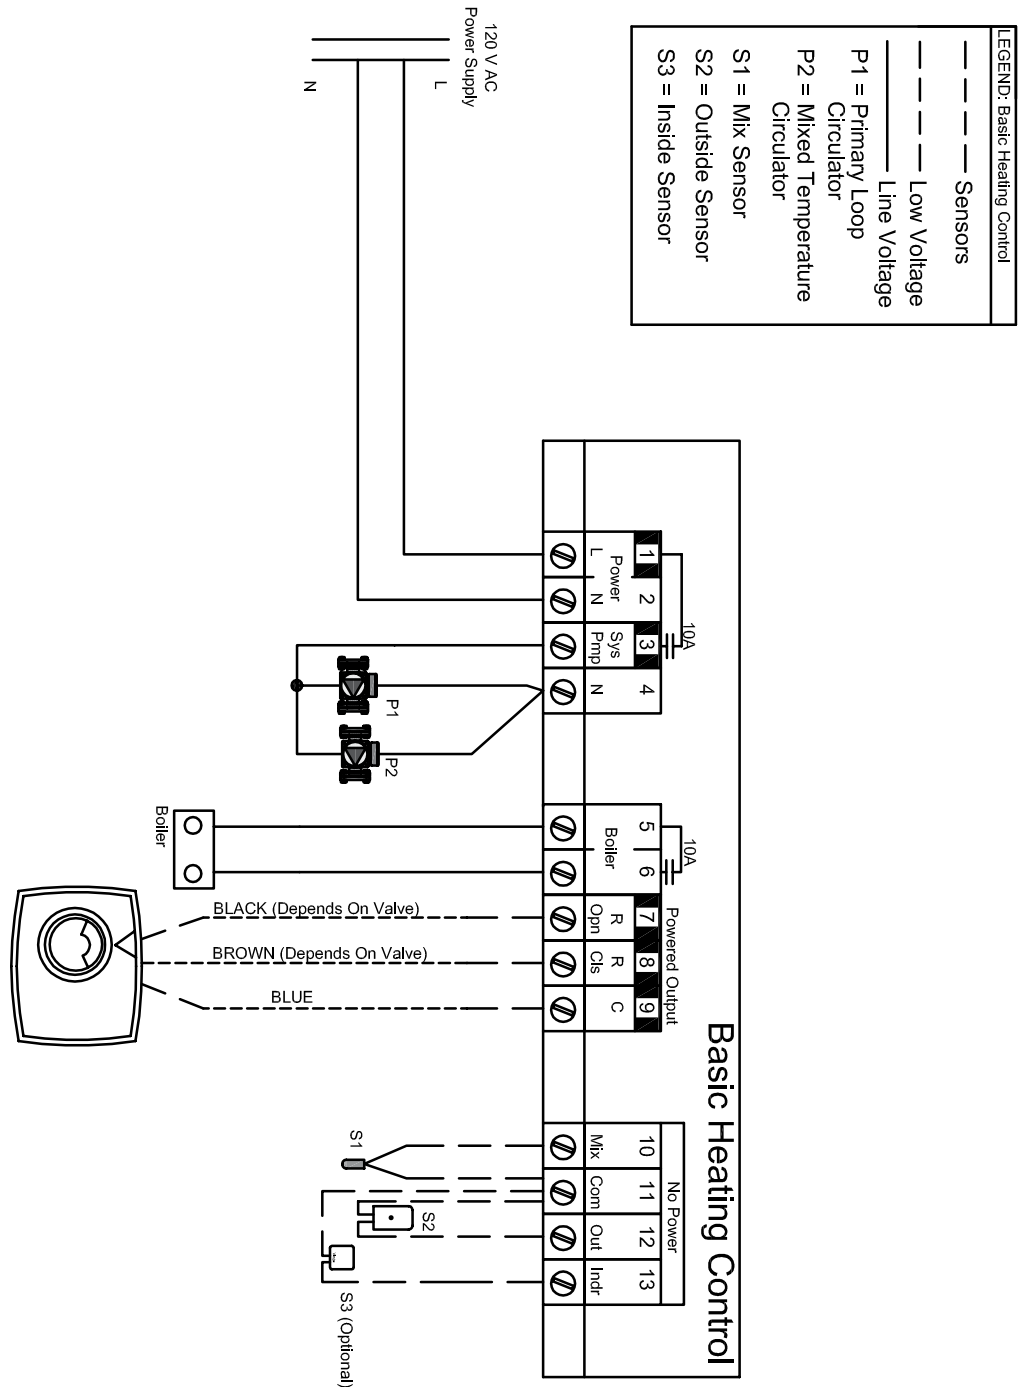 LEGEND: Basic Heating Control
Sensors
Low Voltage
Line Voltage
P1 = Primary Loop
Circulator
P2 = Mixed Temperature
Circulator
S1 = Mix Sensor
S2 = Outside Sensor
S3 = Inside Sensor
120 V AC
Power Supply
L
N
Basic Heating Control
10A
1
2
3
4
Power
L
N
Sys
Pmp
N
P1
P2
10A
5
6
Boiler
Boiler
Powered Output
7
8
9
R
Opn
R
Cls
C
BLACK (Depends On Valve)
BROWN (Depends On Valve)
BLUE
No Power
10
11
12
13
Mix
Com
Out
Indr
S1
S2
S3 (Optional)